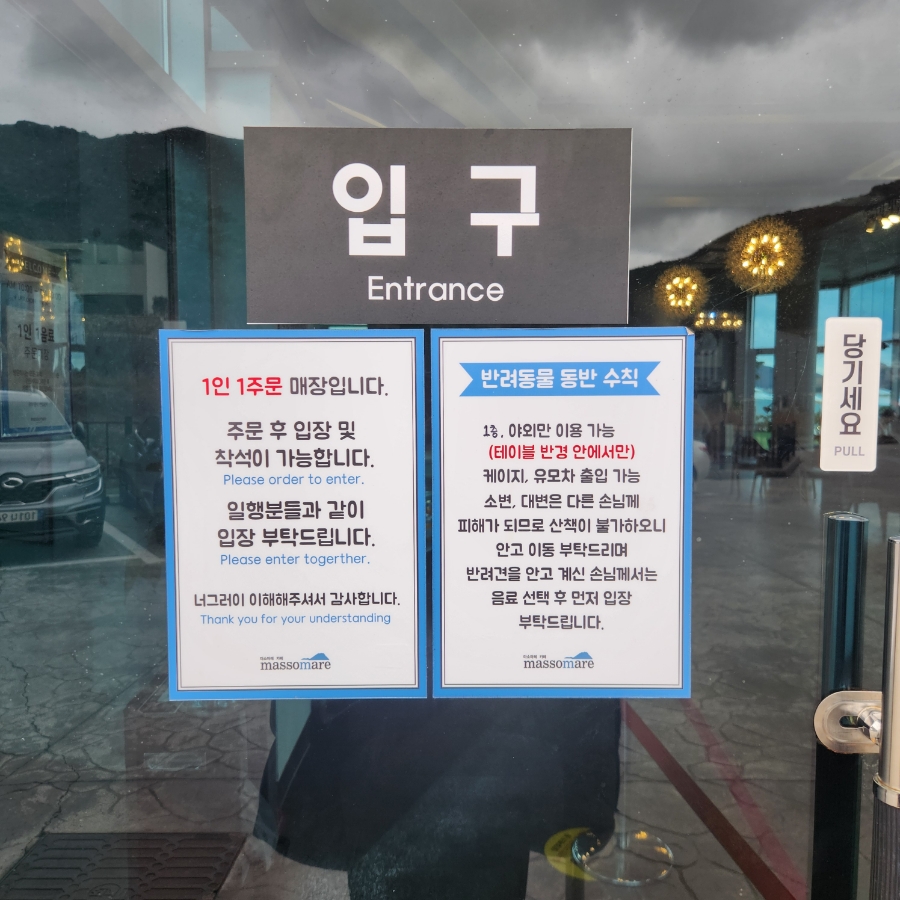 입구
Entrance
1인 1주문 매장입니다.
주문 후 입장 및
착석이 가능합니다.
Please order to enter.
일행분들과 같이
입장 부탁드립니다.
Please enter togerther.
너그러이 이해해주셔서 감사합니다.
Thank you for your understanding
massomare
반려동물 동반 수칙
1층, 야외만 이용 가능
(테이블 반경 안에서만)
케이지, 유모차 출입 가능
소변, 대변은 다른 손님께
피해가 되므로 산책이 불가하오니
안고 이동 부탁드리며
반려견을 안고 계신 손님께서는
음료 선택 후 먼저 입장
부탁드립니다.
massomare
당기세요
PULL
1인 1음료